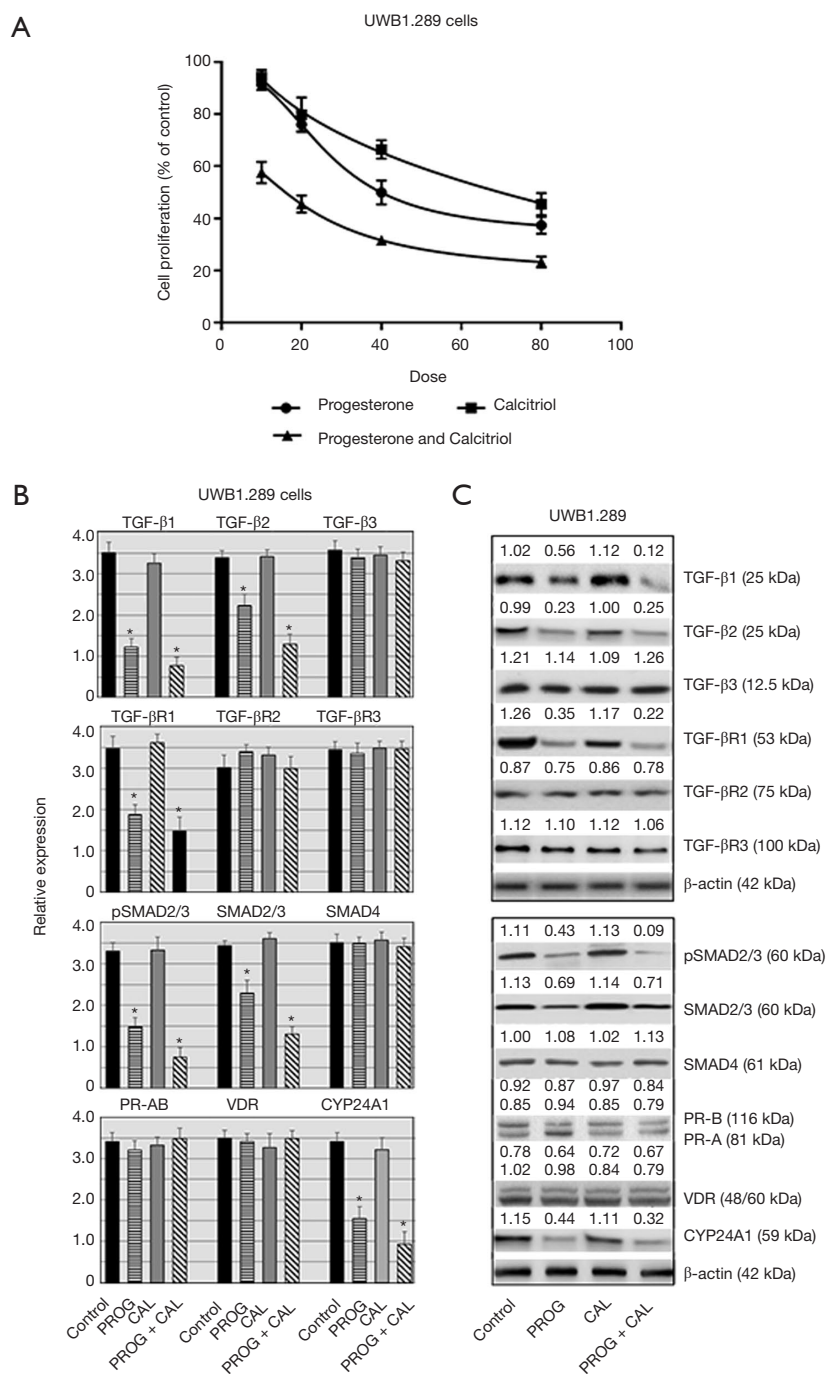 A
UWB1.289 cells
Cell proliferation (% of control)
100
80
60
40
20
0
0 20 40 60 80 100
Dose
Progesterone Calcitriol
Progesterone and Calcitriol
B
UWB1.289 cells
Relative expression
TGF-β1 TGF-β2 TGF-β3
4.0
3.0
2.0
1.0
0
* * * *
TGF-βR1 TGF-βR2 TGF-βR3
4.0
3.0
2.0
1.0
0
* *
pSMAD2/3 SMAD2/3 SMAD4
4.0
3.0
2.0
1.0
0
* * * *
PR-AB VDR CYP24A1
4.0
3.0
2.0
1.0
0
* *
Control PROG CAL PROG + CAL Control PROG CAL PROG + CAL Control PROG CAL PROG + CAL
C
UWB1.289
1.02 0.56 1.12 0.12
TGF-β1 (25 kDa)
0.99 0.23 1.00 0.25
TGF-β2 (25 kDa)
1.21 1.14 1.09 1.26
TGF-β3 (12.5 kDa)
1.26 0.35 1.17 0.22
TGF-βR1 (53 kDa)
0.87 0.75 0.86 0.78
TGF-βR2 (75 kDa)
1.12 1.10 1.12 1.06
TGF-βR3 (100 kDa)
β-actin (42 kDa)
1.11 0.43 1.13 0.09
pSMAD2/3 (60 kDa)
1.13 0.69 1.14 0.71
SMAD2/3 (60 kDa)
1.00 1.08 1.02 1.13
SMAD4 (61 kDa)
0.92 0.87 0.97 0.84
0.85 0.94 0.85 0.79
PR-B (116 kDa)
PR-A (81 kDa)
0.78 0.64 0.72 0.67
1.02 0.98 0.84 0.79
VDR (48/60 kDa)
1.15 0.44 1.11 0.32
CYP24A1 (59 kDa)
β-actin (42 kDa)
Control PROG CAL PROG + CAL